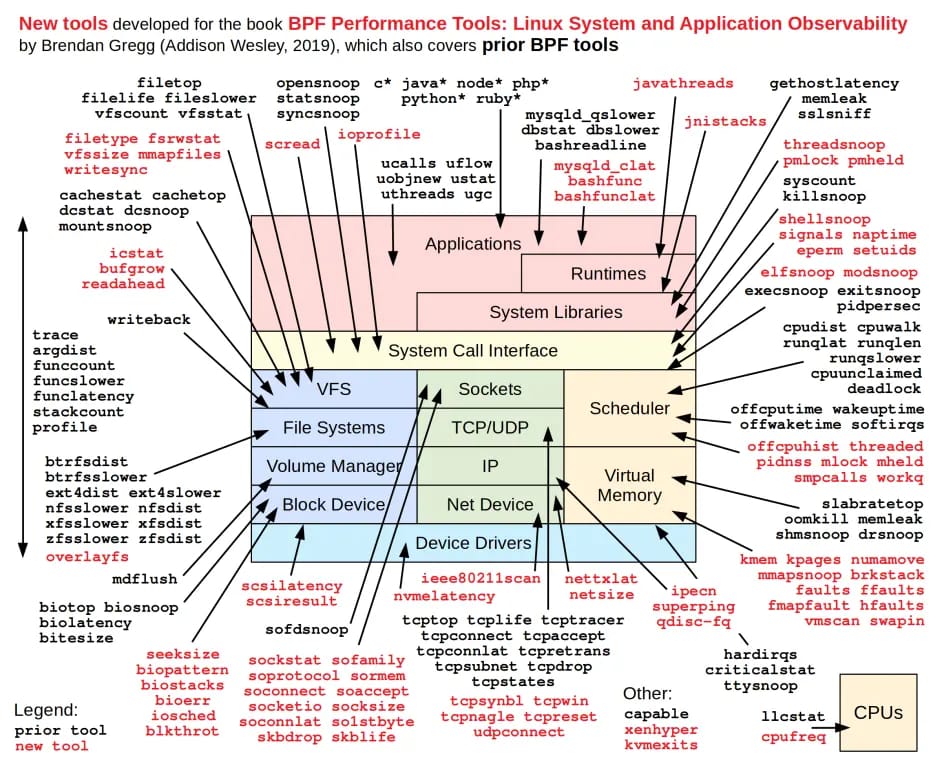 New tools developed for the book BPF Performance Tools: Linux System and Application Observability
by Brendan Gregg (Addison Wesley, 2019), which also covers prior BPF tools
filetop
filelife fileslower
vfscount vfsstat
filetype fsrwstat
vfssize mmapfiles
writesync
cachestat cachetop
dcstat dcsnoop
mountsnoop
icstat
bufgrow
readahead
writeback
trace
argdist
funccount
funcslower
funclatency
stackcount
profile
btrfsdist
btrfsslower
ext4dist ext4slower
nfsslower nfsdist
xfsslower xfsdist
zfsslower zfsdist
overlayfs
mdflush
biotop biosnoop
biolatency
bitesize
seeksize
biopattern
biostacks
bioerr
iosched
blkthrot
Legend:
prior tool
new tool
opensnoop
statsnoop
syncsnoop
scread
ioprofile
c* java* node* php*
python* ruby*
ucalls uflow
uobjnew ustat
uthreads ugc
mysqld_qslower
dbstat dbslower
bashreadline
mysqld_clat
bashfunc
bashfunclat
javathreads
jnistacks
Applications
Runtimes
System Libraries
System Call Interface
VFS
Sockets
Scheduler
File Systems
TCP/UDP
Volume Manager
IP
Virtual
Memory
Block Device
Net Device
Device Drivers
gethostlatency
memleak
sslsniff
threadsnoop
pmlock pmheld
syscount
killsnoop
shellsnoop
signals naptime
eperm setuids
elfsnoop modsnoop
execsnoop exitsnoop
pidpersec
cpudist cpuwalk
runqlat runqlen
runqslower
cpuunclaimed
deadlock
offcputime wakeuptime
offwaketime softirqs
offcpuhist threaded
pidnss mlock mheld
smpcalls workq
slabratetop
oomkill memleak
shmsnoop drsnoop
kmem kpages numamove
mmapsnoop brkstack
faults ffaults
fmapfault hfaults
vmscan swapin
scsilatency
scsiresult
nvmelatency
ieee80211scan
nettxlat
netsize
ipecn
superping
qdisc-fq
sofdsnoop
sockstat sofamily
soprotocol sormem
soconnect soaccept
socketio socksize
soconnlat so1stbyte
skbdrop skblife
tcptop tcplife tcptracer
tcpconnect tcpaccept
tcpconnlat tcpretrans
tcpsubnet tcpdrop
tcpstates
tcpsynbl tcpwin
tcpnagle tcpreset
udpconnect
hardirqs
criticalstat
ttysnoop
Other:
capable
xenhyper
kvmexits
llcstat
cpufreq
CPUs